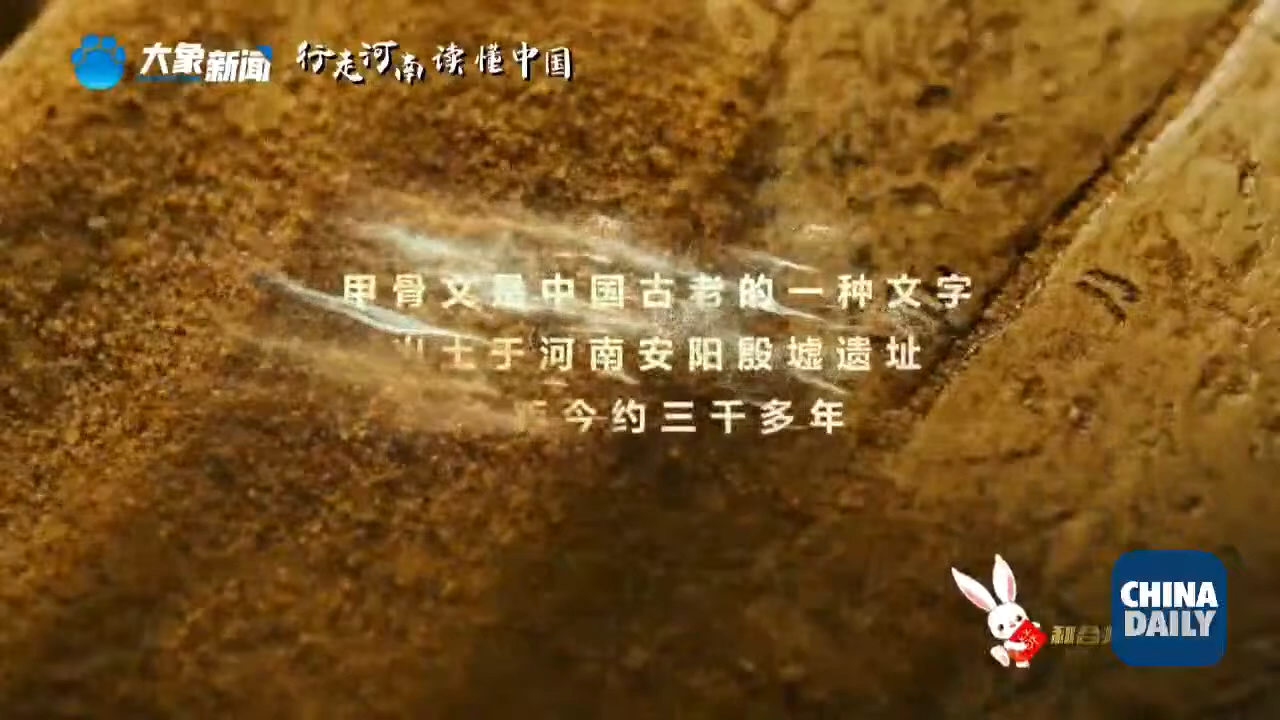 大象新闻 行走河南 读懂中国
甲骨文是中国古老的一种文字
出土于河南安阳殷墟遗址
今约三千多年
CHINA
DAILY